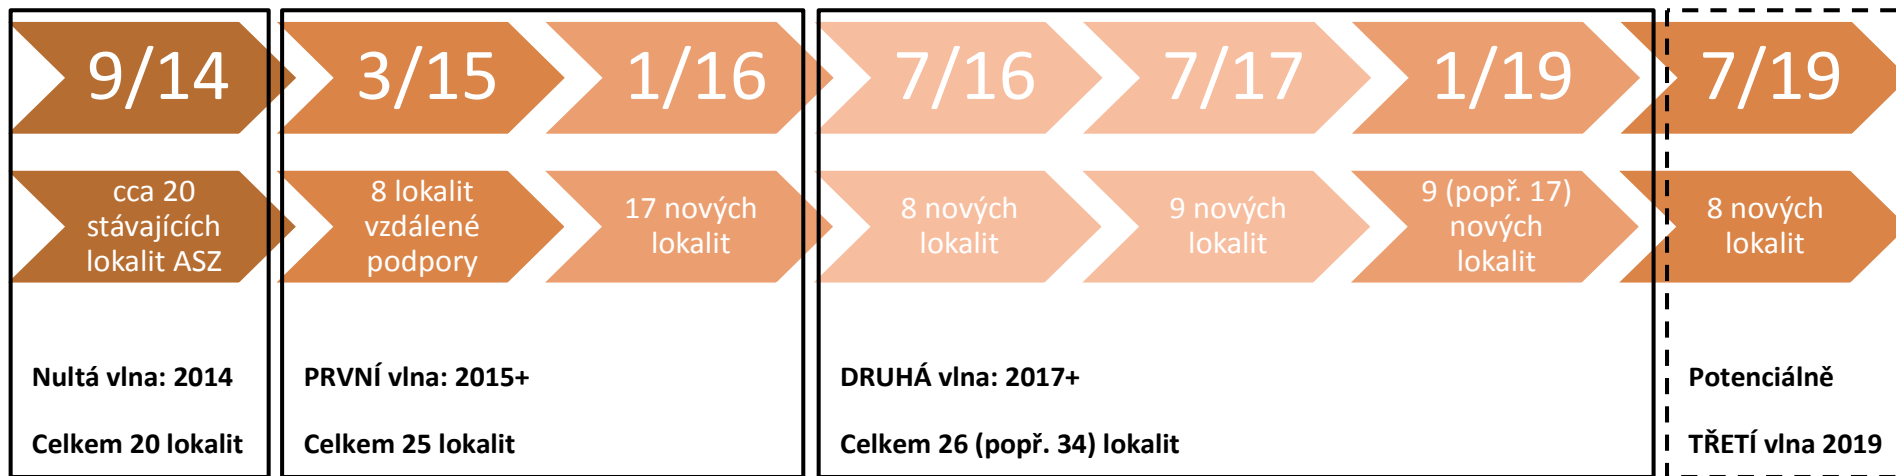 9/14
3/15
1/16
7/16
7/17
1/19
7/19
cca 20
stávajících
lokalit ASZ
8 lokalit
vzdálené
podpory
17 nových
lokalit
8 nových
lokalit
9 nových
lokalit
9 (popř. 17)
nových
lokalit
8 nových
lokalit
Nultá vlna: 2014
Celkem 20 lokalit
PRVNÍ vlna: 2015+
Celkem 25 lokalit
DRUHÁ vlna: 2017+
Celkem 26 (popř. 34) lokalit
Potenciálně
TŘETÍ vlna 2019